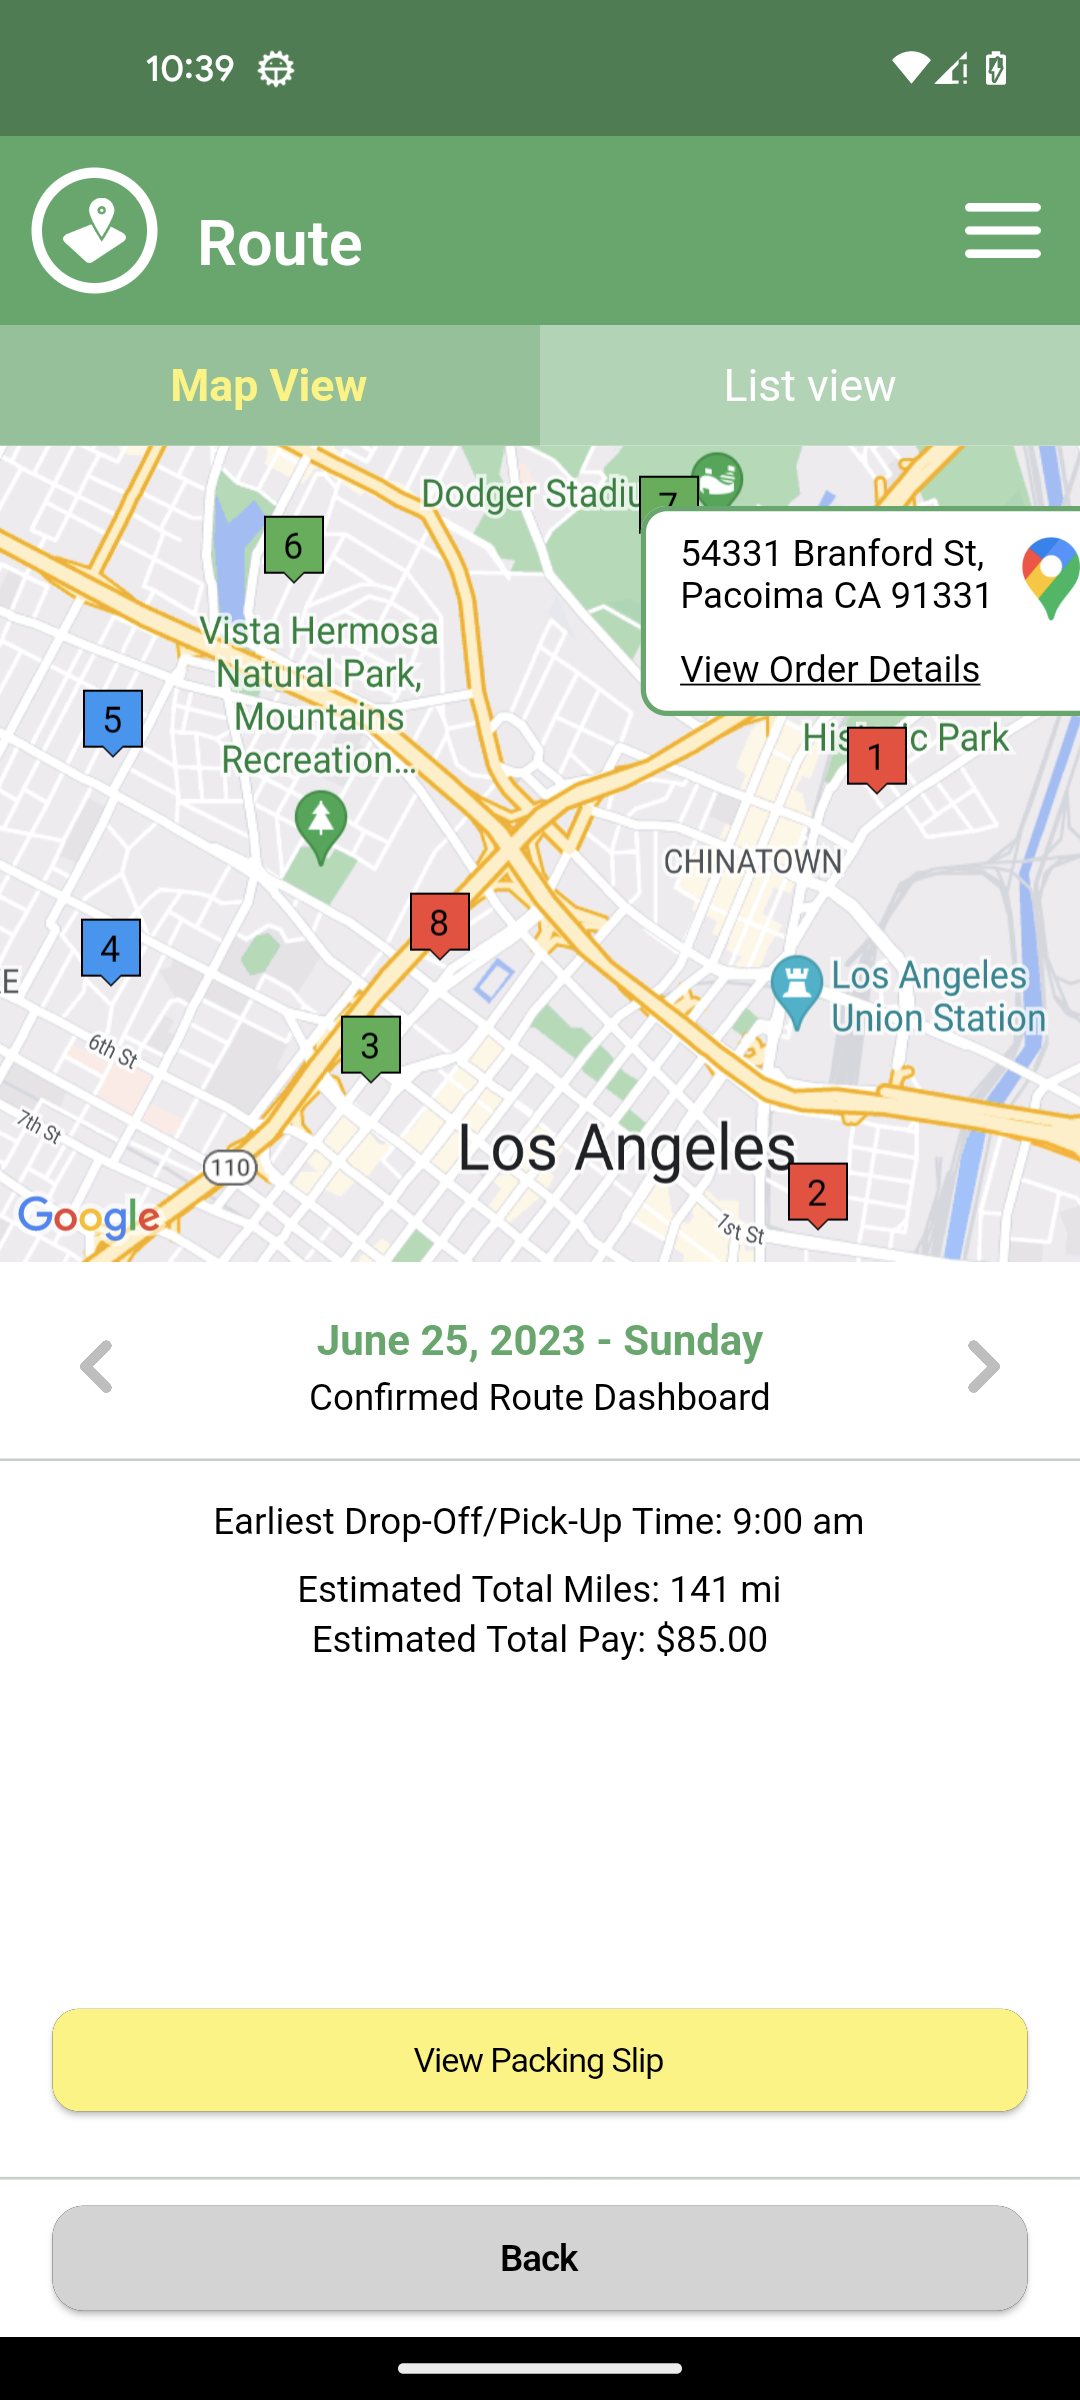 10:39
Route
Map View
List view
Dodger Stadiu
7
6
54331 Branford St,
Pacoima CA 91331
View Order Details
Vista Hermosa
Natural Park,
Mountains
Recreation...
5
His c Park
1
CHINATOWN
8
4
E
Los Angeles
Union Station
3
6th St
7th St
110
Los Angeles
2
1st St
Google
June 25, 2023 - Sunday
Confirmed Route Dashboard
Earliest Drop-Off/Pick-Up Time: 9:00 am
Estimated Total Miles: 141 mi
Estimated Total Pay: $85.00
View Packing Slip
Back